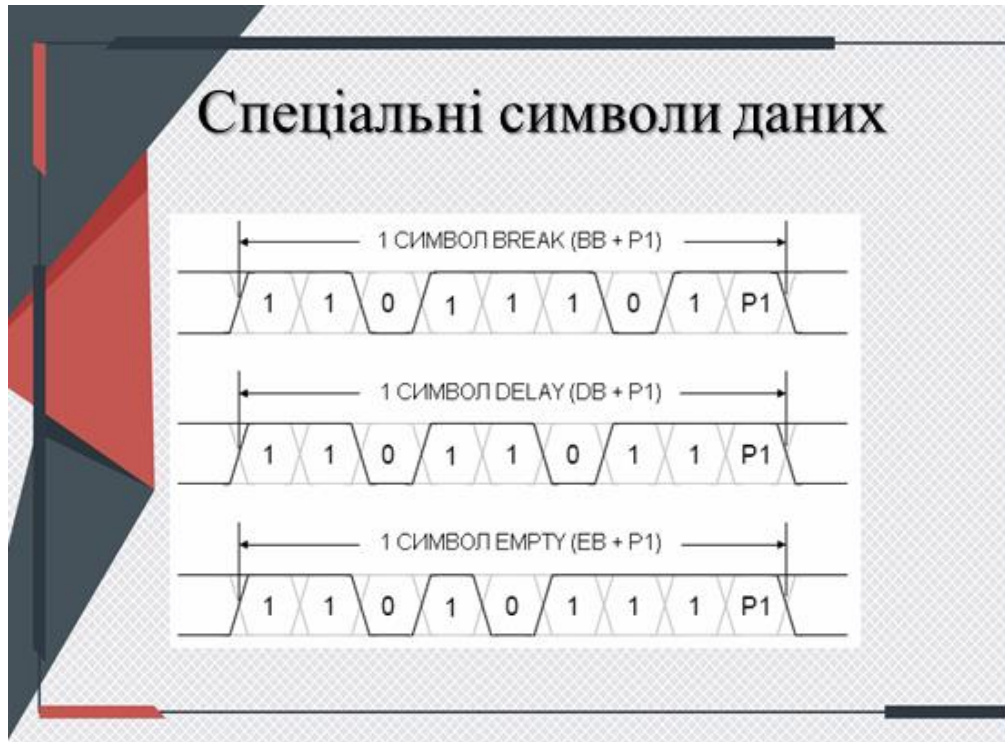 Спеціальні символи даних
1 СИМВОЛ BREAK (BB + P1)
1 1 0 1 1 1 0 1 P1
1 СИМВОЛ DELAY (DB + P1)
1 1 0 1 1 0 1 1 P1
1 СИМВОЛ EMPTY (EB + P1)
1 1 0 1 0 1 1 1 P1